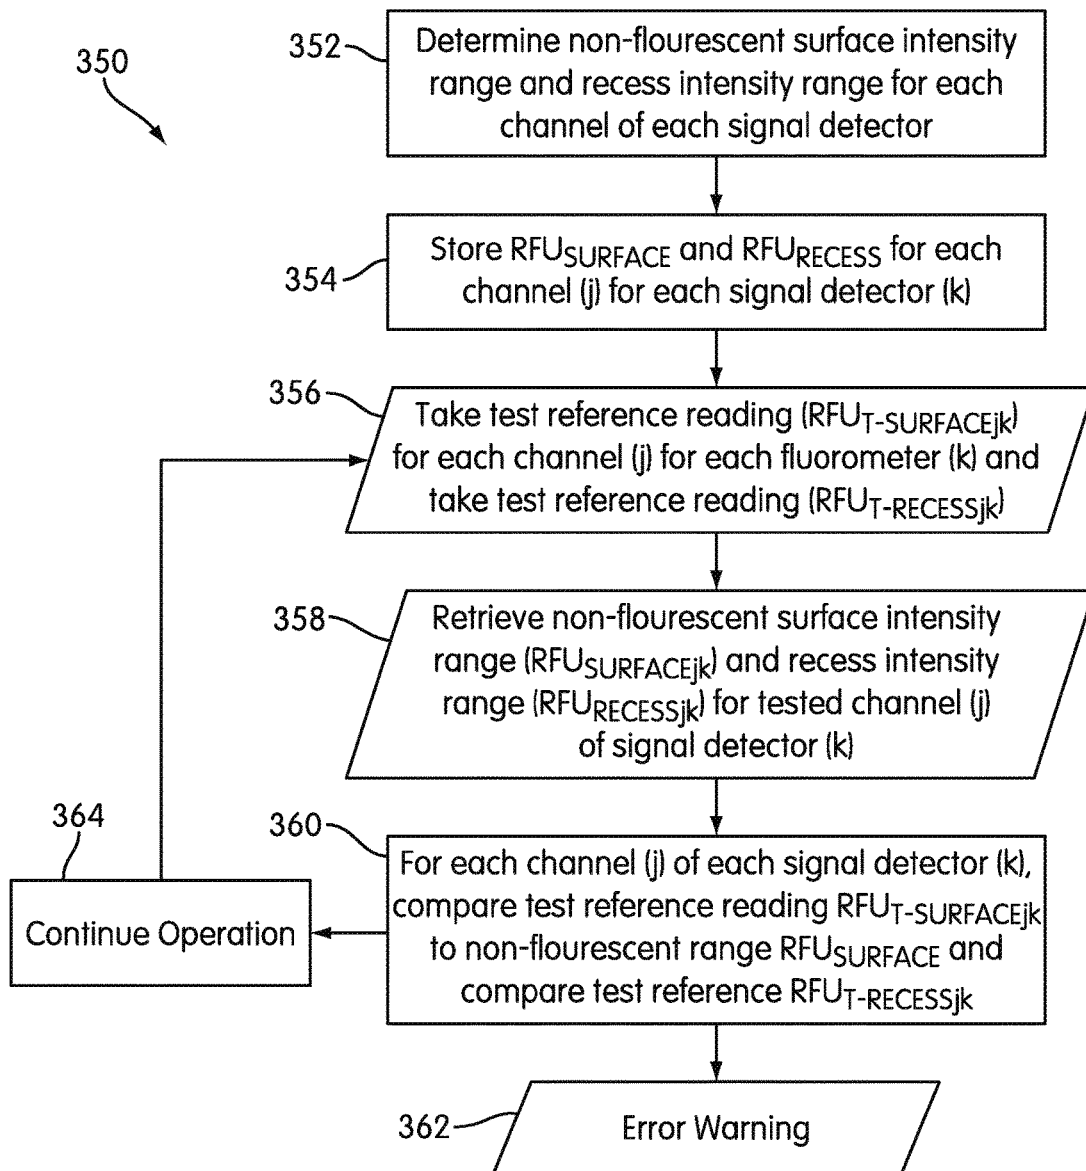 350
352
Determine non-flourescent surface intensity
range and recess intensity range for each
channel of each signal detector
354
Store RFUSURFACE and RFURECESS for each
channel (j) for each signal detector (k)
356
Take test reference reading (RFUT-SURFACEjk)
for each channel (j) for each fluorometer (k) and
take test reference reading (RFUT-RECESSjk)
358
Retrieve non-flourescent surface intensity
range (RFUSURFACEjk) and recess intensity
range (RFURECESSjk) for tested channel (j)
of signal detector (k)
360
For each channel (j) of each signal detector (k),
compare test reference reading RFUT-SURFACEjk
to non-flourescent range RFUSURFACE and
compare test reference RFUT-RECESSjk
364
Continue Operation
362
Error Warning